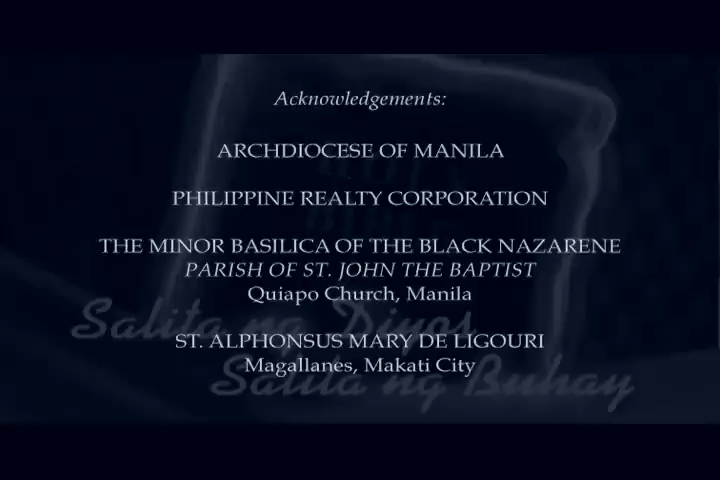 Acknowledgements:
ARCHDIOCESE OF MANILA
PHILIPPINE REALTY CORPORATION
THE MINOR BASILICA OF THE BLACK NAZARENE
PARISH OF ST. JOHN THE BAPTIST
Quiapo Church, Manila
Salita ng Diyos
ST. ALPHONSUS MARY DE LIGOURI
Magallanes, Makati City
Salita ng Buhay